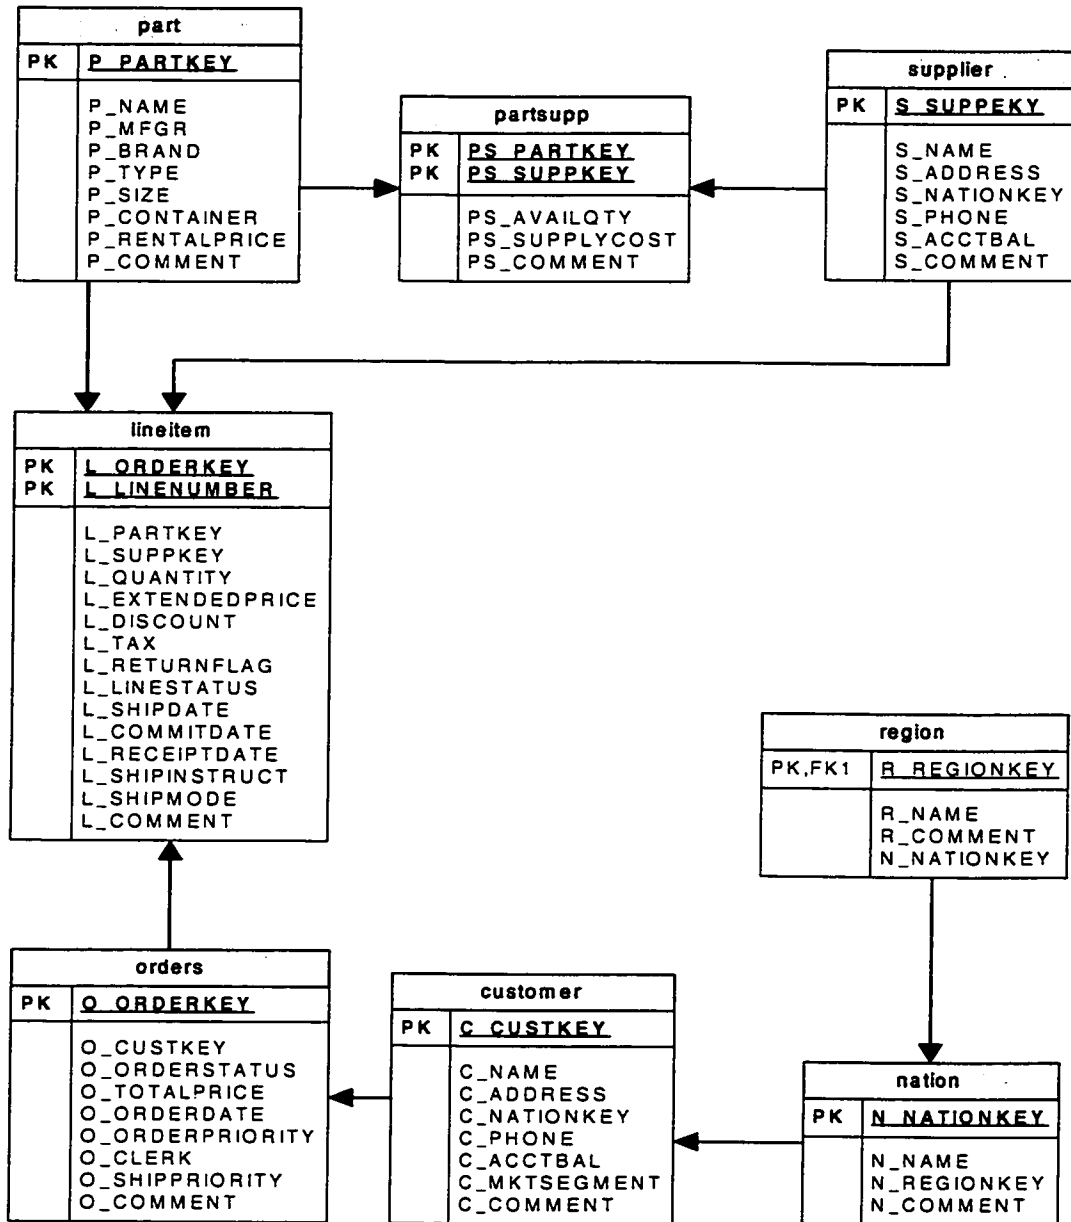 part
PK P_PARTKEY
P_NAME
P_MFGR
P_BRAND
P_TYPE
P_SIZE
P_CONTAINER
P_RENTALPRICE
P_COMMENT
partsupp
PK PS_PARTKEY
PK PS_SUPPKEY
PS_AVAILQTY
PS_SUPPLYCOST
PS_COMMENT
supplier
PK S_SUPPEKY
S_NAME
S_ADDRESS
S_NATIONKEY
S_PHONE
S_ACCTBAL
S_COMMENT
lineitem
PK L_ORDERKEY
PK L_LINENUMBER
L_PARTKEY
L_SUPPKEY
L_QUANTITY
L_EXTENDEDPRICE
L_DISCOUNT
L_TAX
L_RETURNFLAG
L_LINESTATUS
L_SHIPDATE
L_COMMITDATE
L_RECEIPTDATE
L_SHIPINSTRUCT
L_SHIPMODE
L_COMMENT
region
PK,FK1 R_REGIONKEY
R_NAME
R_COMMENT
N_NATIONKEY
orders
PK O_ORDERKEY
O_CUSTKEY
O_ORDERSTATUS
O_TOTALPRICE
O_ORDERDATE
O_ORDERPRIORITY
O_CLERK
O_SHIPPRIORITY
O_COMMENT
customer
PK C_CUSTKEY
C_NAME
C_ADDRESS
C_NATIONKEY
C_PHONE
C_ACCTBAL
C_MKTSEGMENT
C_COMMENT
nation
PK N_NATIONKEY
N_NAME
N_REGIONKEY
N_COMMENT